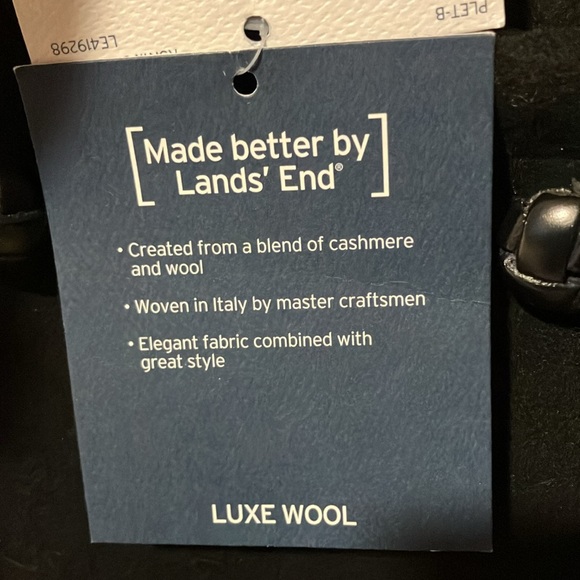 PLET-B
LE419298
[Made better by
Lands' End®]
• Created from a blend of cashmere
and wool
• Woven in Italy by master craftsmen
• Elegant fabric combined with
great style
LUXE WOOL